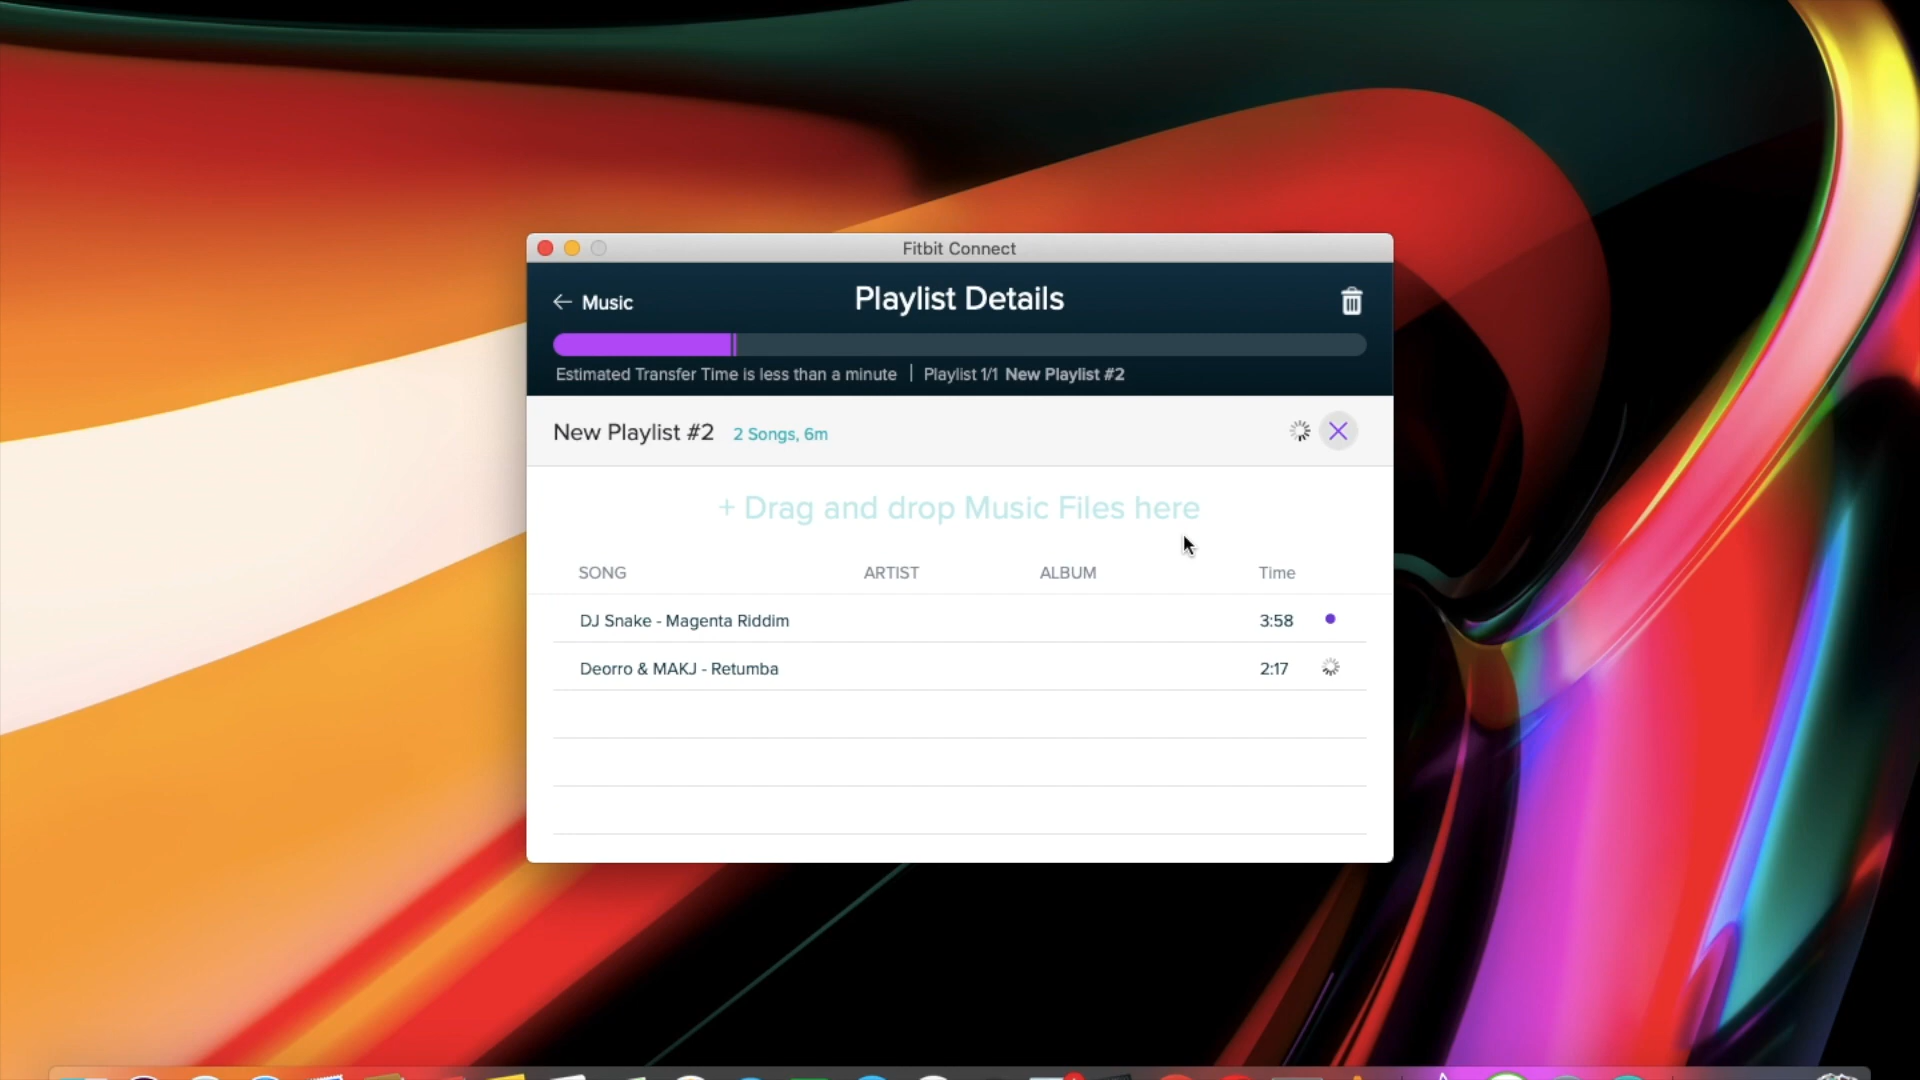 Fitbit Connect
← Music
Playlist Details
Estimated Transfer Time is less than a minute | Playlist 1/1 New Playlist #2
New Playlist #2 2 Songs, 6m
+ Drag and drop Music Files here
SONG ARTIST ALBUM Time
DJ Snake - Magenta Riddim 3:58
Deorro & MAKJ - Retumba 2:17